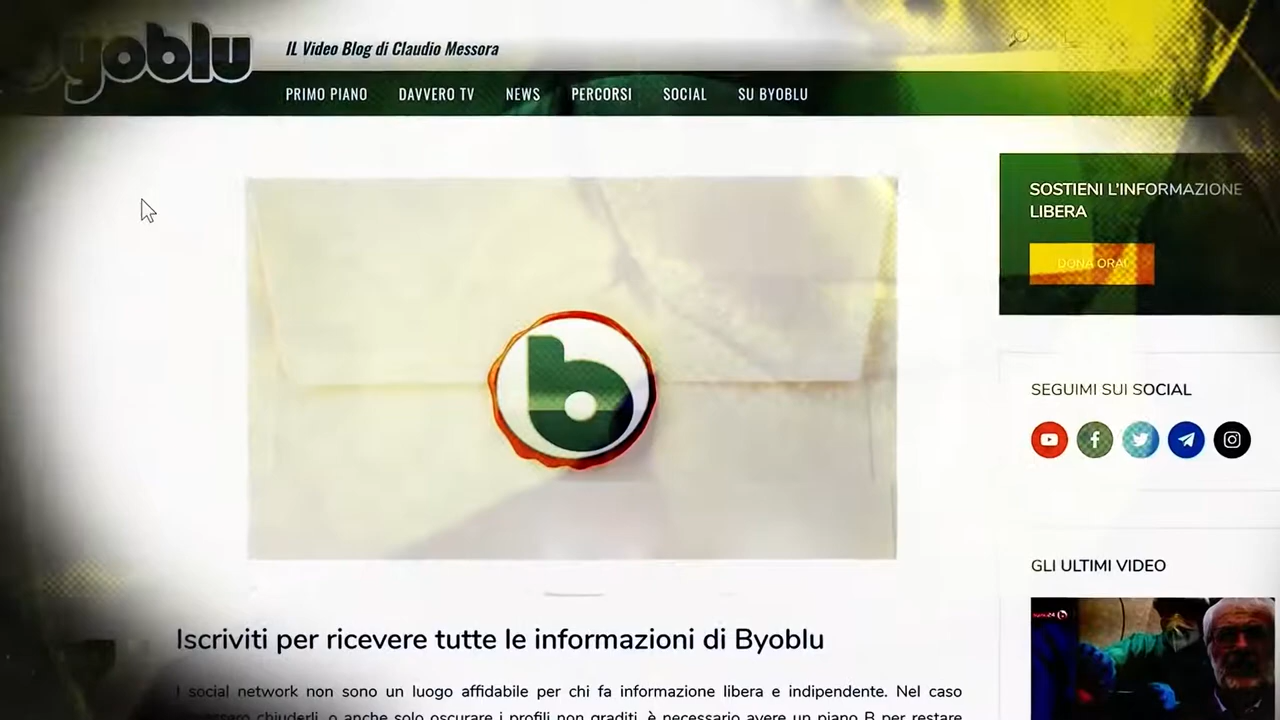 byoblu
IL Video Blog di Claudio Messora
PRIMO PIANO DAVVERO TV NEWS PERCORSI SOCIAL SU BYOBLU
SOSTIENI L'INFORMAZIONE
LIBERA
DONA ORA!
b
SEGUIMI SUI SOCIAL
GLI ULTIMI VIDEO
Iscriviti per ricevere tutte le informazioni di Byoblu
I social network non sono un luogo affidabile per chi fa informazione libera e indipendente. Nel caso
chiuderli, o anche solo oscurare i profili non graditi, è necessario avere un piano B per restare